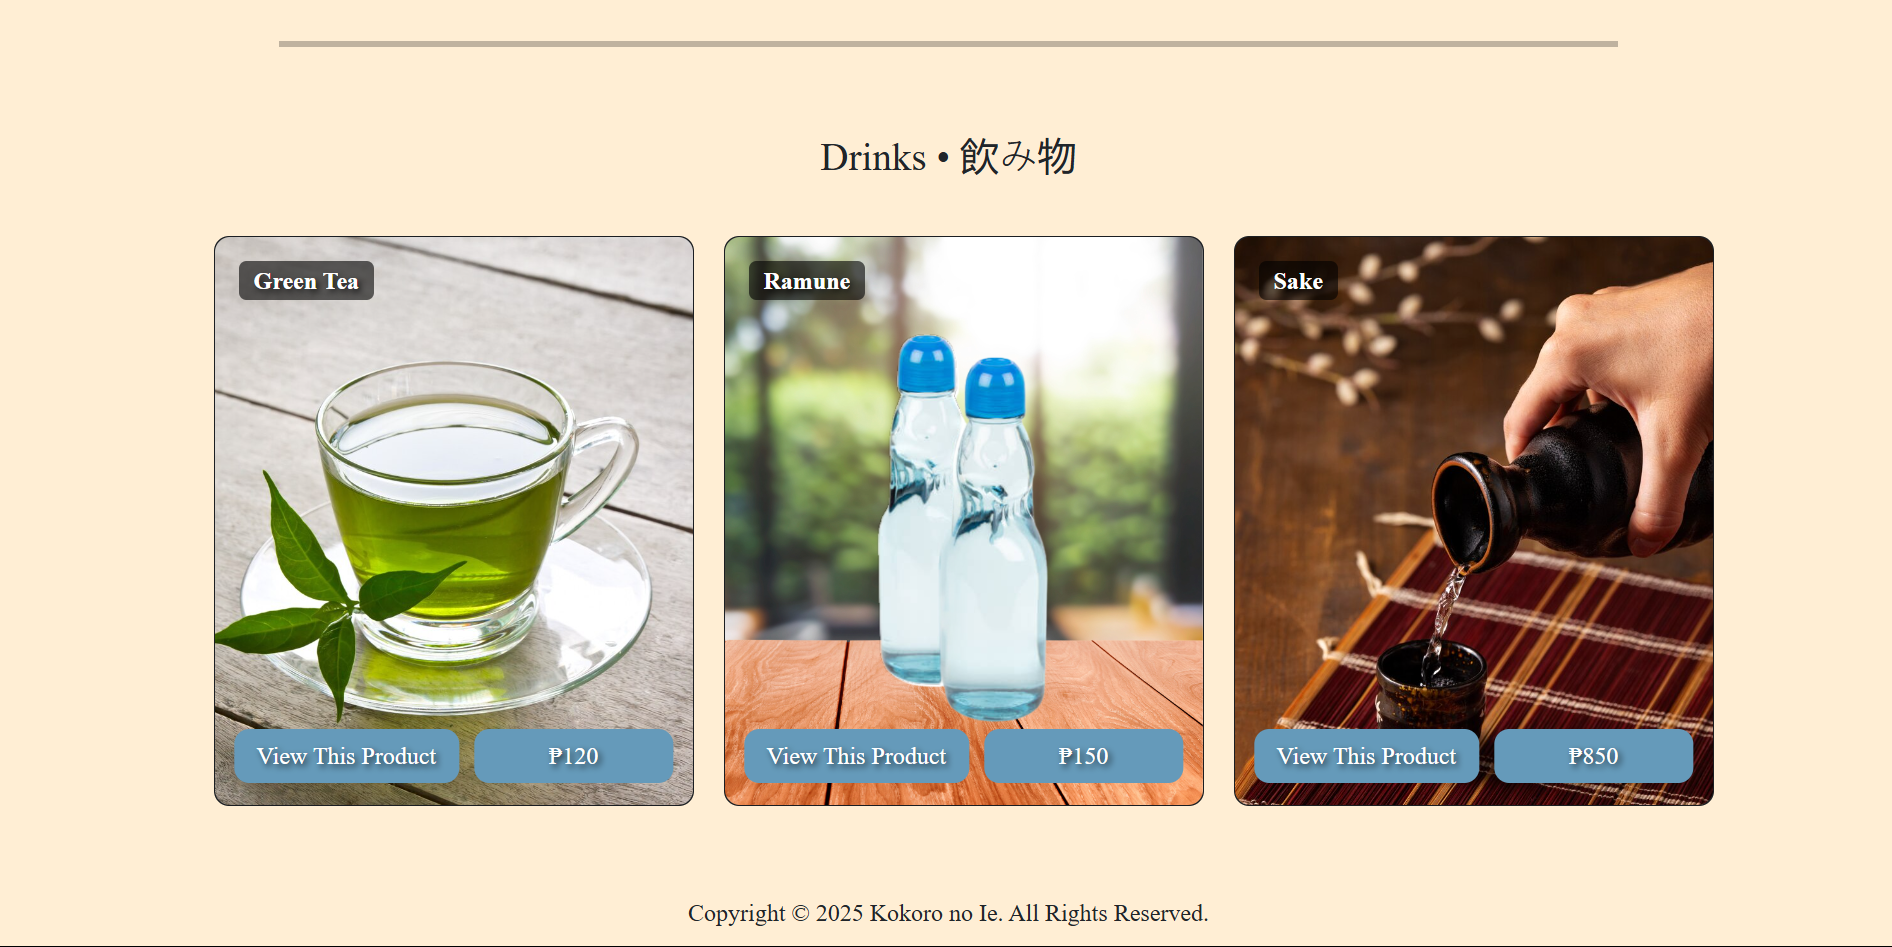 Drinks • 飲み物
Green Tea
View This Product
₱120
Ramune
View This Product
₱150
Sake
View This Product
₱850
Copyright © 2025 Kokoro no Ie. All Rights Reserved.